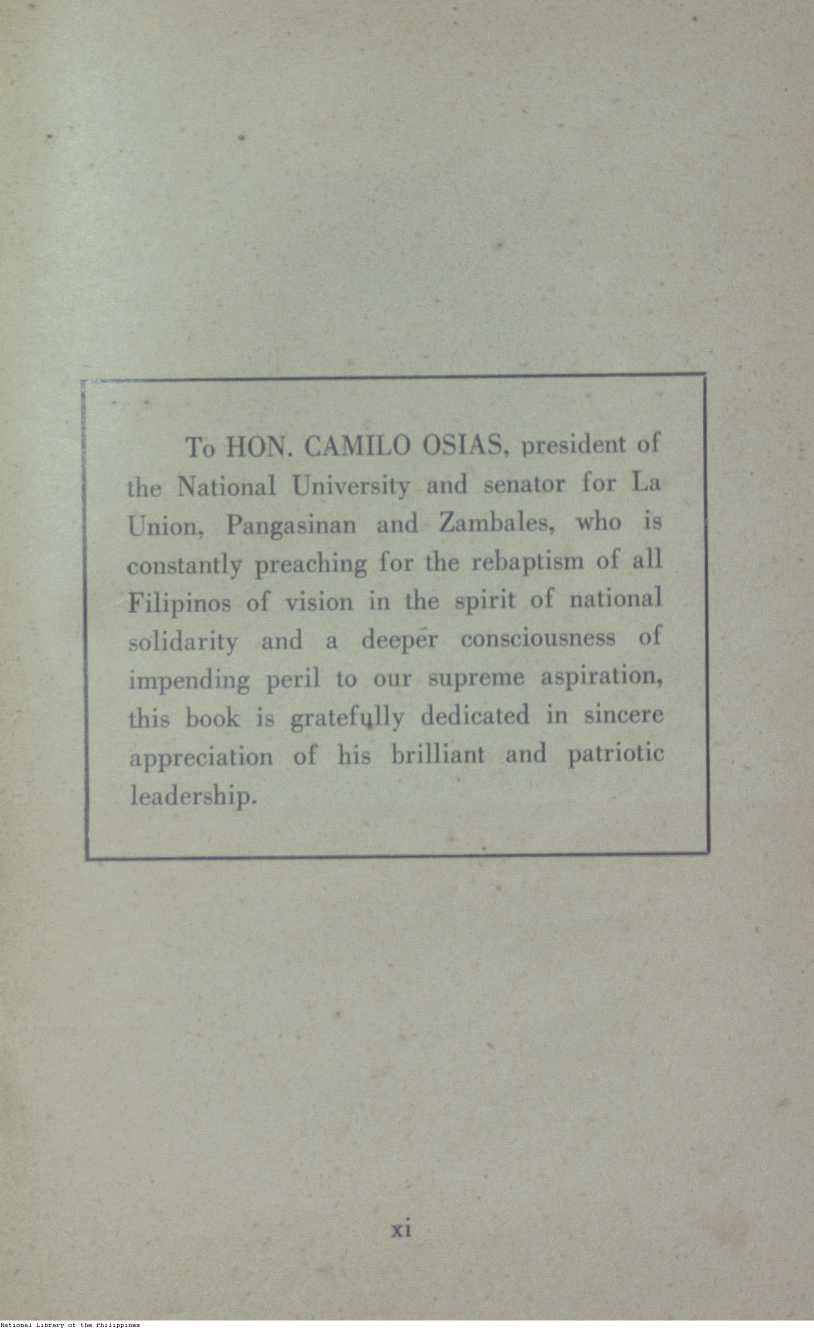 To HON. CAMILO OSIAS, president of
the National University and senator for La
Union, Pangasinan and Zambales, who is
constantly preaching for the rebaptism of all
Filipinos of vision in the spirit of national
solidarity and a deeper consciousness of
impending peril to our supreme aspiration,
this book is gratefully dedicated in sincere
appreciation of his brilliant and patriotic
leadership.
xi
National Library of the Philippines